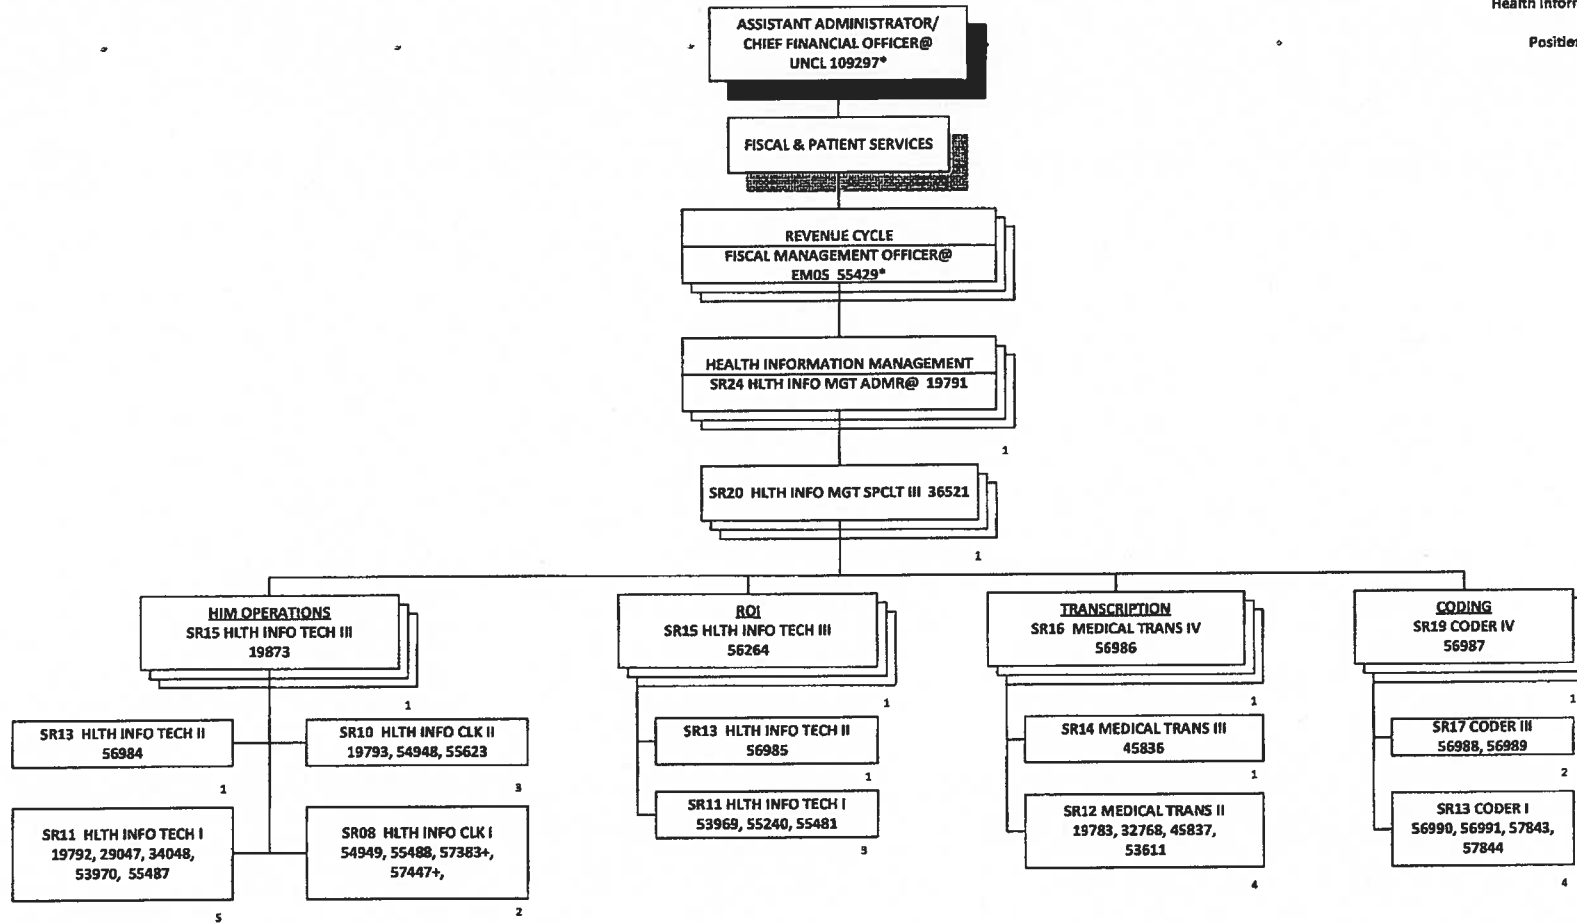 Health Inform
Position
ASSISTANT ADMINISTRATOR/
CHIEF FINANCIAL OFFICER@
UNCL 109297*
FISCAL & PATIENT SERVICES
REVENUE CYCLE
FISCAL MANAGEMENT OFFICER@
EM05 55429*
HEALTH INFORMATION MANAGEMENT
SR24 HLTH INFO MGT ADMR@ 19791
1
SR20 HLTH INFO MGT SPCLT III 36521
1
HIM OPERATIONS
SR15 HLTH INFO TECH III
19873
1
SR13 HLTH INFO TECH II
56984
1
SR10 HLTH INFO CLK II
19793, 54948, 55623
3
SR11 HLTH INFO TECH I
19792, 29047, 34048,
53970, 55487
5
SR08 HLTH INFO CLK I
54949, 55488, 57383+,
57447+,
2
ROI
SR15 HLTH INFO TECH III
56264
1
SR13 HLTH INFO TECH II
56985
1
SR11 HLTH INFO TECH I
53969, 55240, 55481
3
TRANSCRIPTION
SR16 MEDICAL TRANS IV
56986
1
SR14 MEDICAL TRANS III
45836
1
SR12 MEDICAL TRANS II
19783, 32768, 45837,
53611
4
CODING
SR19 CODER IV
56987
1
SR17 CODER III
56988, 56989
2
SR13 CODER I
56990, 56991, 57843,
57844
4